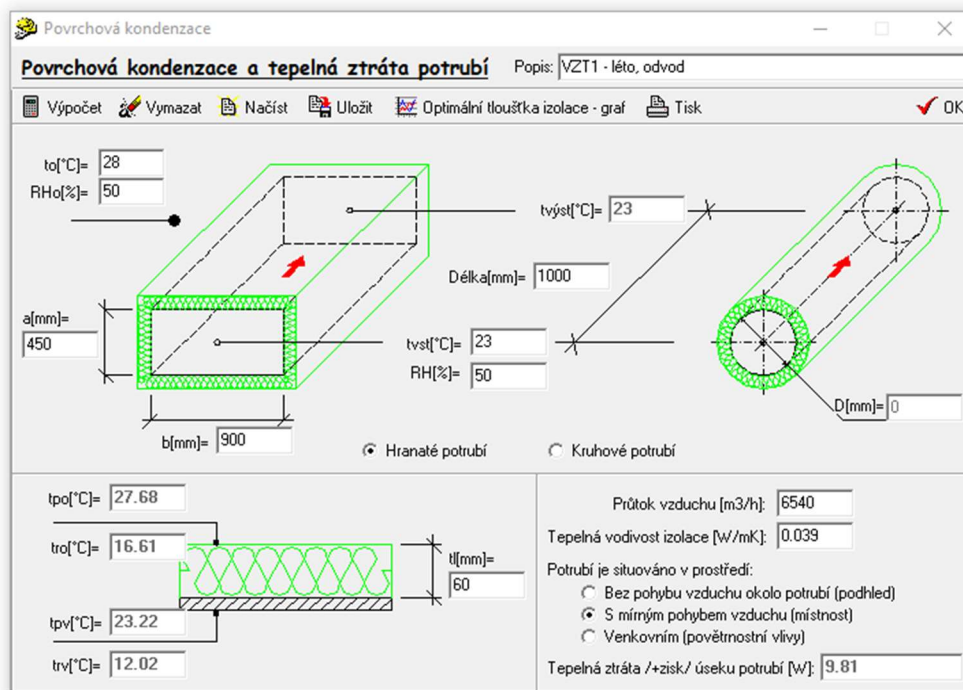 Povrchová kondenzace
Povrchová kondenzace a tepelná ztráta potrubí Popis: VZT1 - léto, odvod
Výpočet Vymazat Načíst Uložit Optimální tloušťka izolace - graf Tisk OK
to[°C]= 28
RHo[%]= 50
tvýst[°C]= 23
Délka[mm]= 1000
a[mm]=
450
tvst[°C]= 23
RH[%]= 50
D[mm]= 0
b[mm]= 900
Hranaté potrubí Kruhové potrubí
tpo[°C]= 27.68
tro[°C]= 16.61
tl[mm]=
60
tpv[°C]= 23.22
trv[°C]= 12.02
Průtok vzduchu [m3/h]: 6540
Tepelná vodivost izolace [W/mK]: 0.039
Potrubí je situováno v prostředí:
Bez pohybu vzduchu okolo potrubí (podhled)
S mírným pohybem vzduchu (místnost)
Venkovním (povětrnostní vlivy)
Tepelná ztráta /+zisk/ úseku potrubí [W]: 9.81